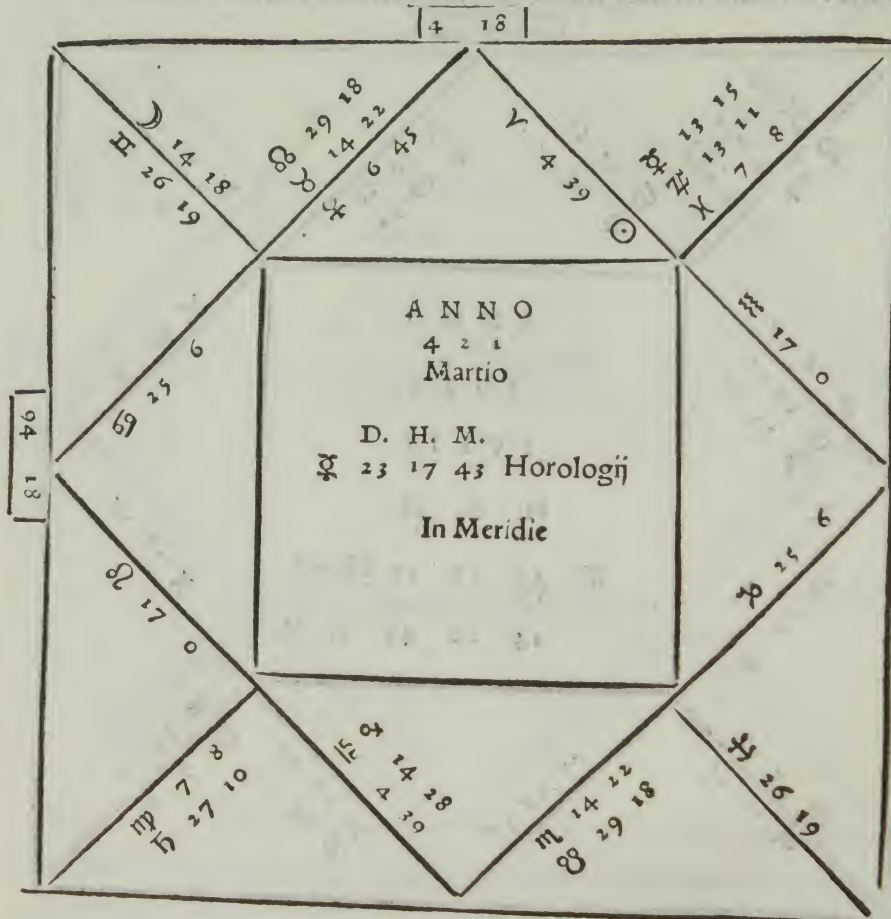 4 18
☽ 14 18
♊ 26 19
☊ 29 18
♉ 14 22
6 45
♈ 4 39
☉
☿ 13 15
♃ 13 11
♓ 7 8
♒ 17 0
♋ 25 6
94 18
ANNO
4 2 1
Martio
D. H. M.
☿ 23 17 43 Horologij
In Meridie
♌ 17 0
♑ 25 6
♍ 7 8
♄ 27 10
♂ 14 28
♎ 4 39
♏ 14 22
☋ 29 18
♐ 26 19